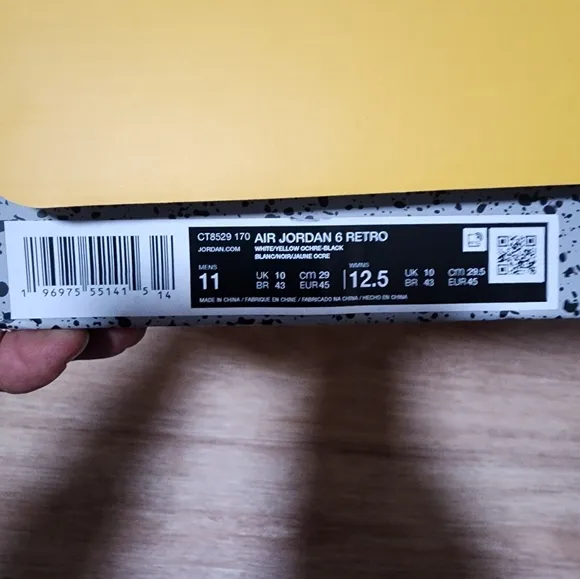 1 96975 55141 5 14
CT8529 170 AIR JORDAN 6 RETRO
JORDAN.COM WHITE/YELLOW OCHRE-BLACK
BLANC/NOIR/JAUNE OCRE
MENS 11 UK 10 CM 29
BR 43 EUR 45
WMNS 12.5 UK 10 CM 29.5
BR 43 EUR 45
MADE IN CHINA / FABRIQUE EN CHINE / FABRICADO NA CHINA / HECHO EN CHINA